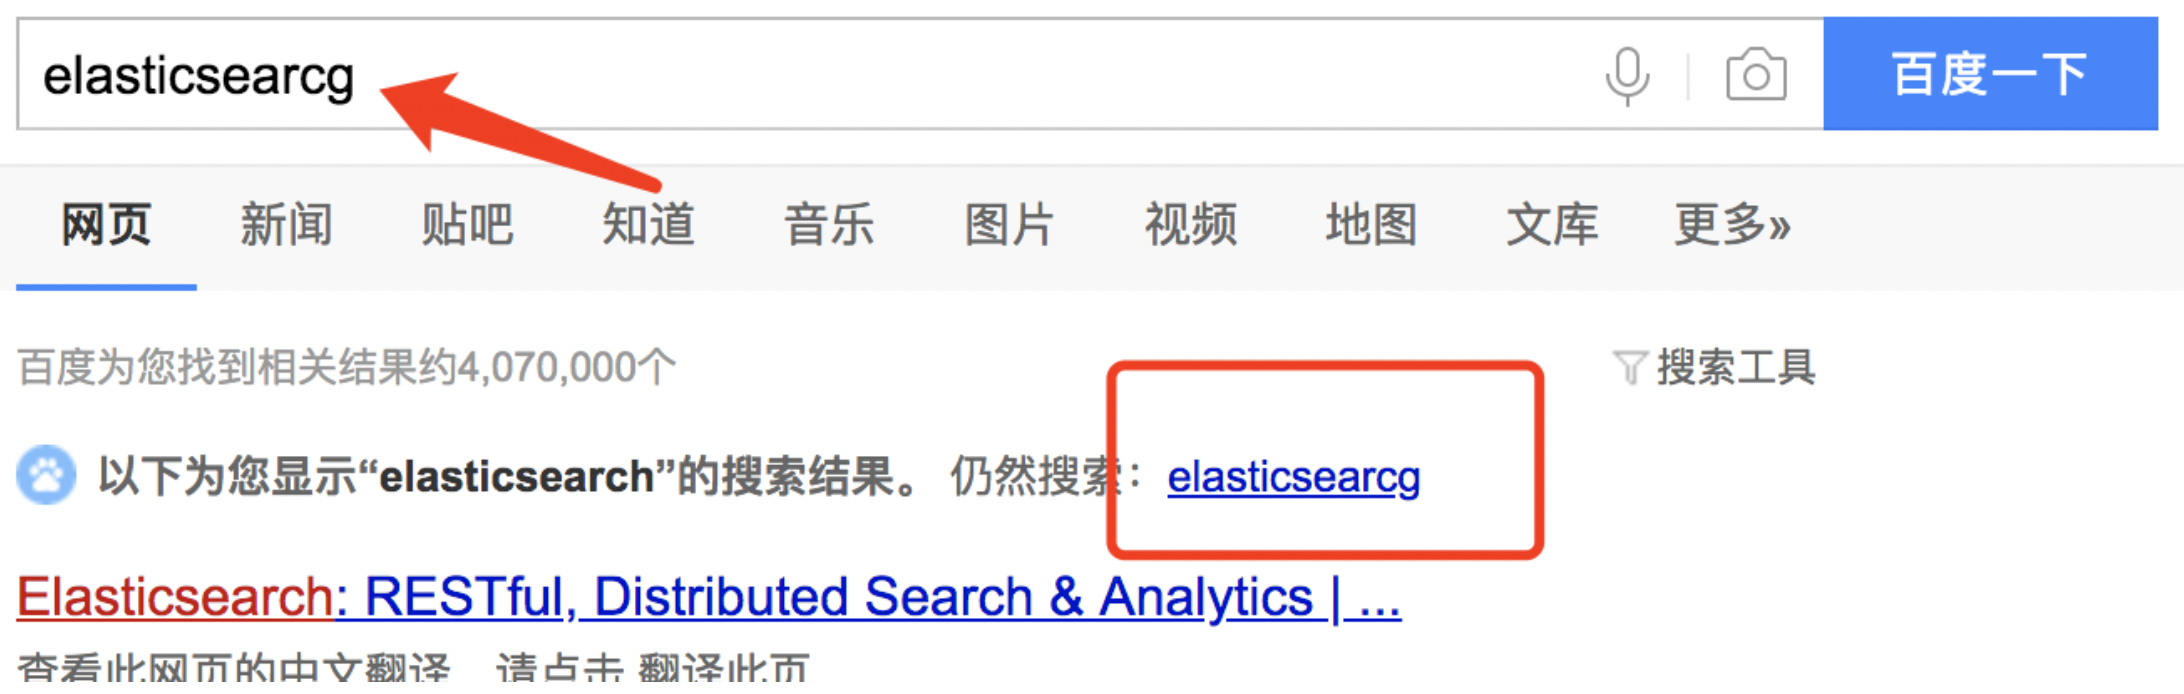 elasticsearcg 百度一下
网页 新闻 贴吧 知道 音乐 图片 视频 地图 文库 更多»
百度为您找到相关结果约4,070,000个 搜索工具
以下为您显示“elasticsearch”的搜索结果。 仍然搜索： elasticsearcg
Elasticsearch: RESTful, Distributed Search & Analytics | ...
查看此网页的中文翻译 请点击 翻译此页